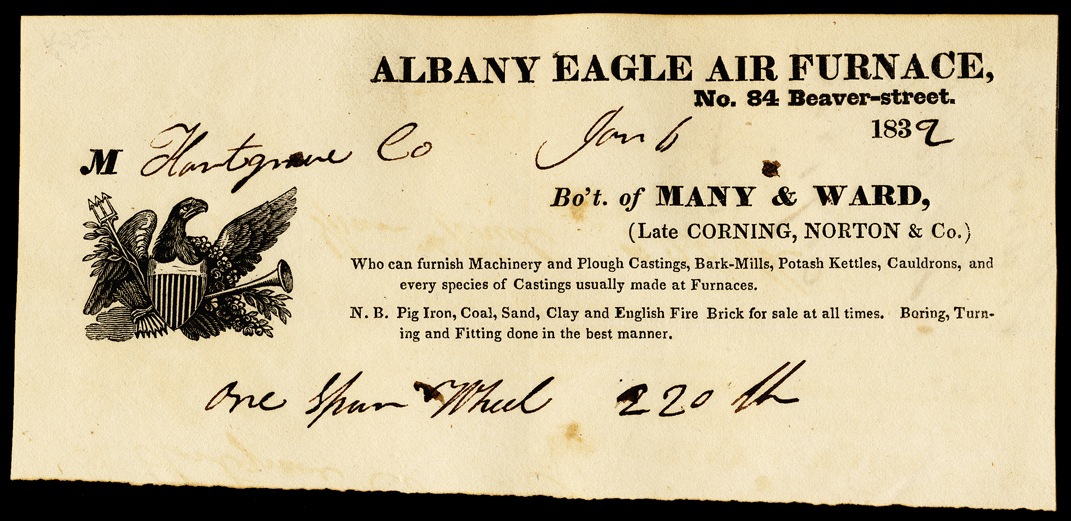 ALBANY EAGLE AIR FURNACE,
No. 84 Beaver-street.
Jan 6 1832
M Hartgrave Co
Bo't. of MANY & WARD,
(Late CORNING, NORTON & Co.)
Who can furnish Machinery and Plough Castings, Bark-Mills, Potash Kettles, Cauldrons, and
every species of Castings usually made at Furnaces.
N. B. Pig Iron, Coal, Sand, Clay and English Fire Brick for sale at all times. Boring, Turn-
ing and Fitting done in the best manner.
One Spur Wheel 220 lb